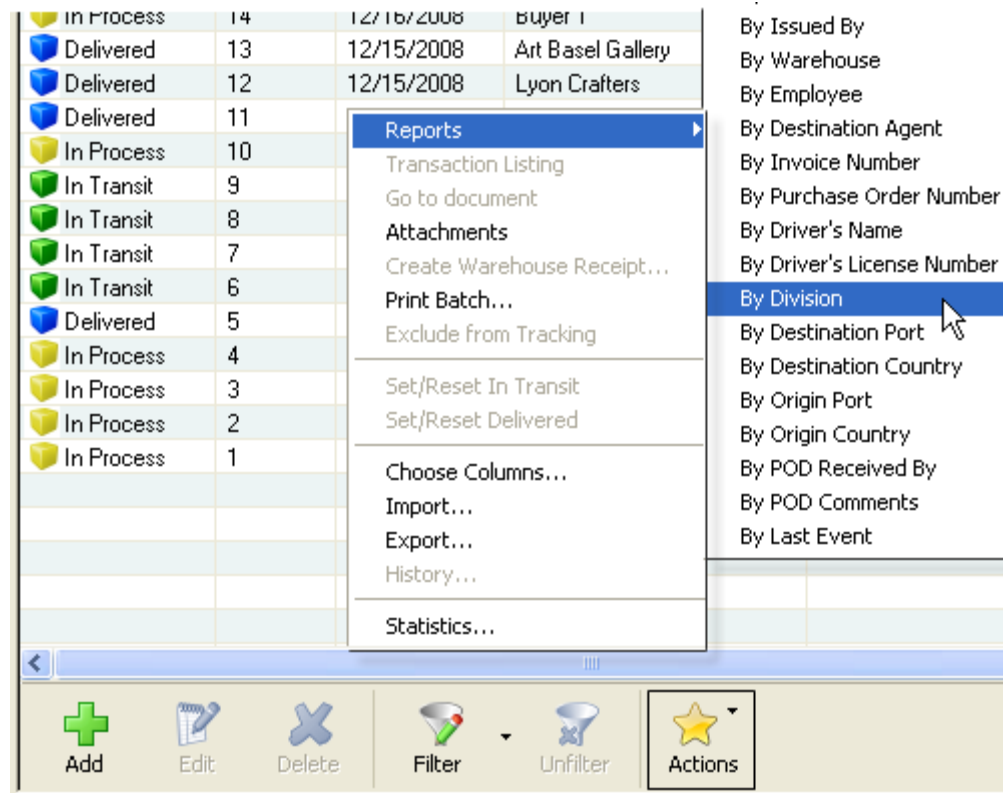 In Process 14 12/16/2008 Buyer 1
Delivered 13 12/15/2008 Art Basel Gallery
Delivered 12 12/15/2008 Lyon Crafters
Delivered 11
In Process 10
In Transit 9
In Transit 8
In Transit 7
In Transit 6
Delivered 5
In Process 4
In Process 3
In Process 2
In Process 1
Reports
Transaction Listing
Go to document
Attachments
Create Warehouse Receipt...
Print Batch...
Exclude from Tracking
Set/Reset In Transit
Set/Reset Delivered
Choose Columns...
Import...
Export...
History...
Statistics...
By Issued By
By Warehouse
By Employee
By Destination Agent
By Invoice Number
By Purchase Order Number
By Driver's Name
By Driver's License Number
By Division
By Destination Port
By Destination Country
By Origin Port
By Origin Country
By POD Received By
By POD Comments
By Last Event
Add Edit Delete Filter Unfilter Actions